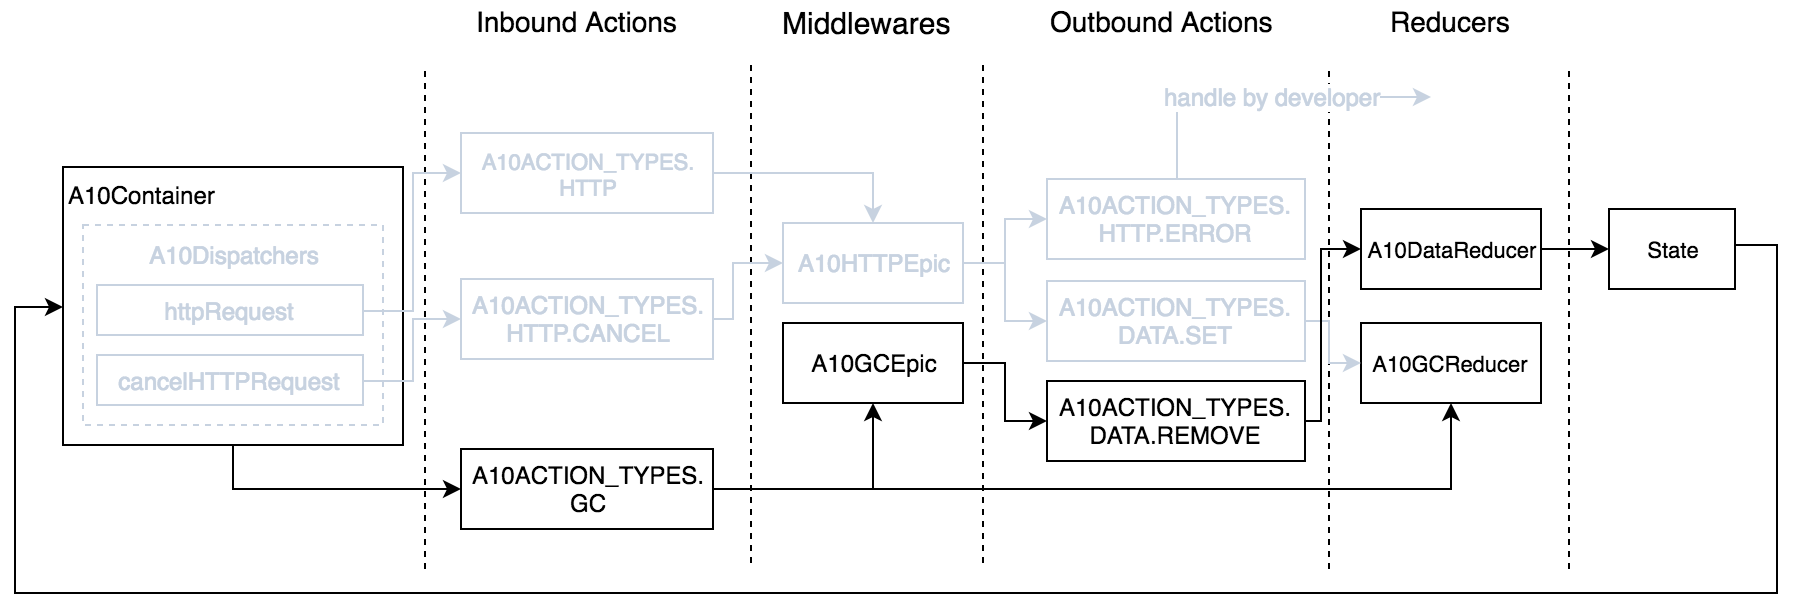 Inbound Actions
Middlewares
Outbound Actions
Reducers
handle by developer
A10Container
A10Dispatchers
httpRequest
cancelHTTPRequest
A10ACTION_TYPES.
HTTP
A10ACTION_TYPES.
HTTP.CANCEL
A10ACTION_TYPES.
GC
A10HTTPEpic
A10GCEpic
A10ACTION_TYPES.
HTTP.ERROR
A10ACTION_TYPES.
DATA.SET
A10ACTION_TYPES.
DATA.REMOVE
A10DataReducer
A10GCReducer
State